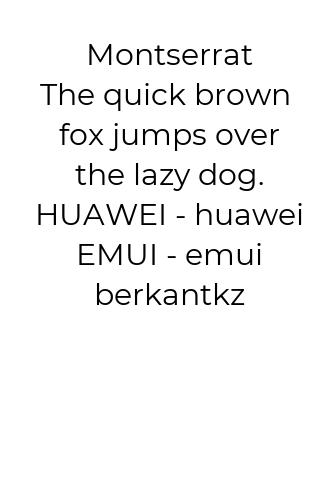 Montserrat
The quick brown
fox jumps over
the lazy dog.
HUAWEI - huawei
EMUI - emui
berkantkz